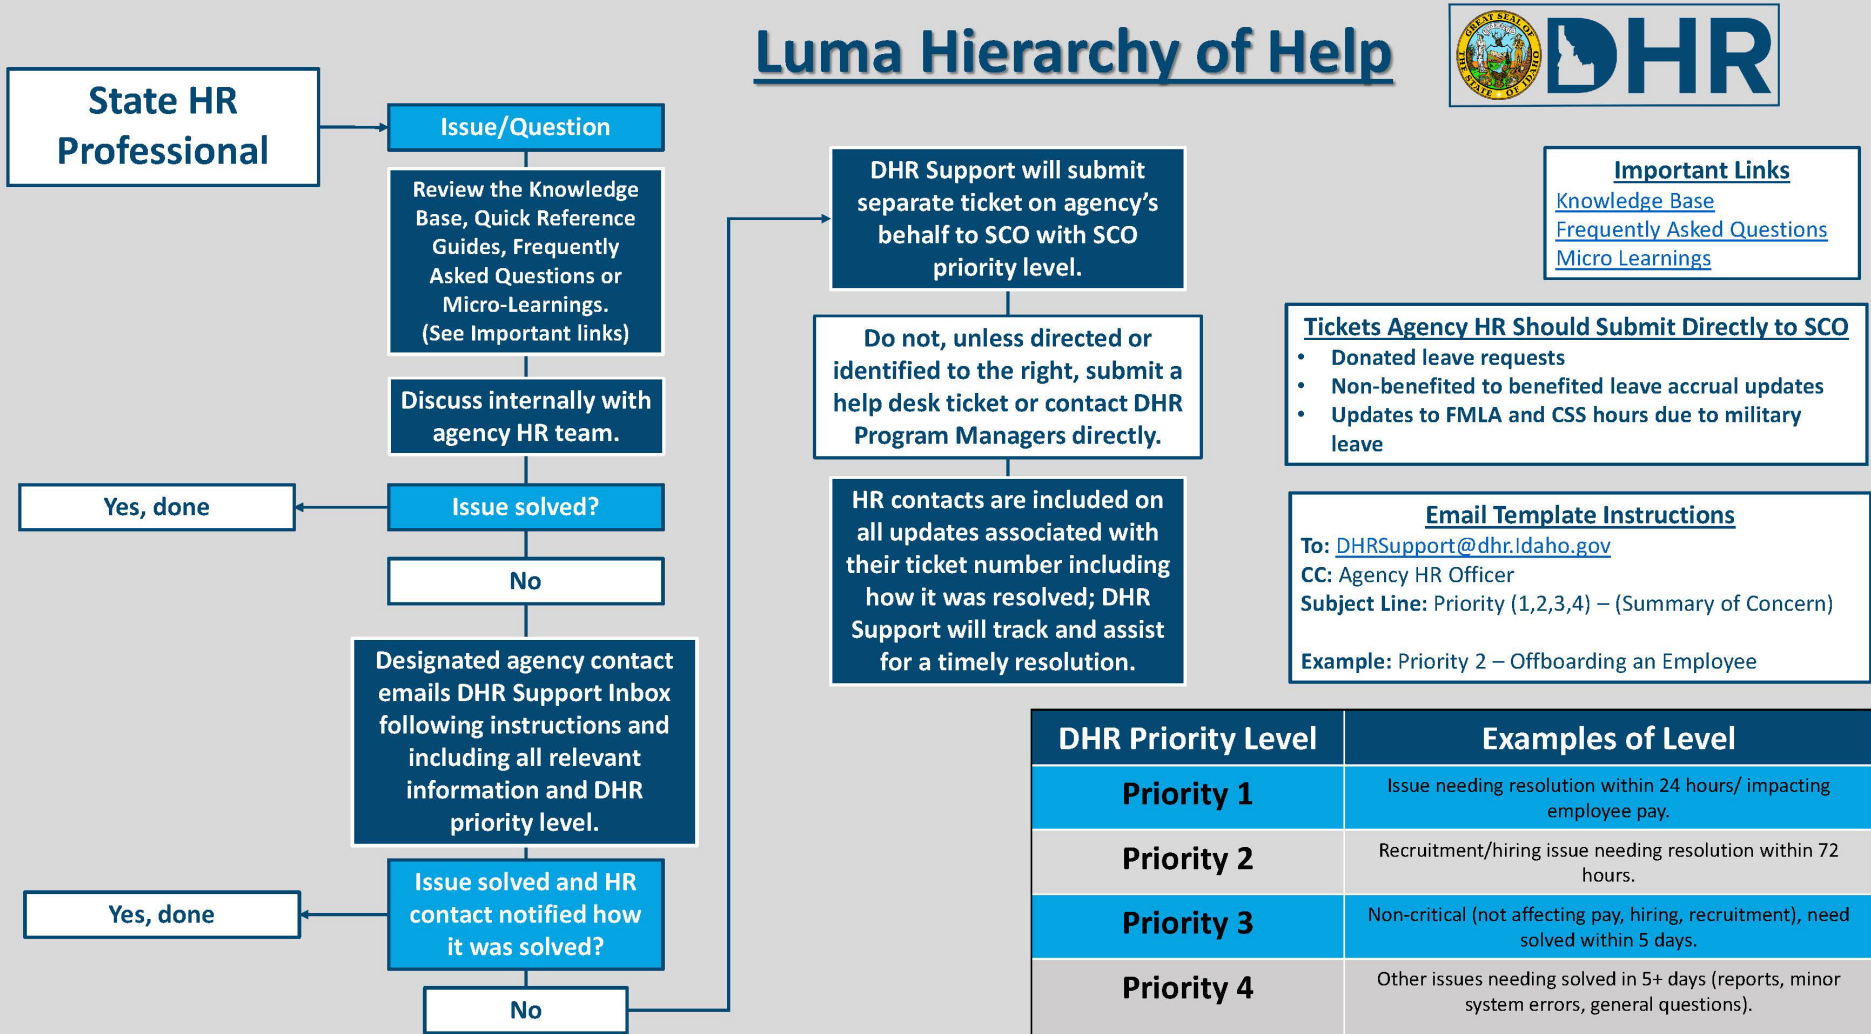 Luma Hierarchy of Help
GREAT SEAL OF
THE STATE OF IDAHO
DHR
State HR
Professional
Issue/Question
Review the Knowledge
Base, Quick Reference
Guides, Frequently
Asked Questions or
Micro-Learnings.
(See Important links)
Discuss internally with
agency HR team.
Issue solved?
Yes, done
No
Designated agency contact
emails DHR Support Inbox
following instructions and
including all relevant
information and DHR
priority level.
Issue solved and HR
contact notified how
it was solved?
Yes, done
No
DHR Support will submit
separate ticket on agency’s
behalf to SCO with SCO
priority level.
Do not, unless directed or
identified to the right, submit a
help desk ticket or contact DHR
Program Managers directly.
HR contacts are included on
all updates associated with
their ticket number including
how it was resolved; DHR
Support will track and assist
for a timely resolution.
Important Links
Knowledge Base
Frequently Asked Questions
Micro Learnings
Tickets Agency HR Should Submit Directly to SCO
• Donated leave requests
• Non-benefited to benefited leave accrual updates
• Updates to FMLA and CSS hours due to military
leave
Email Template Instructions
To: DHRSupport@dhr.Idaho.gov
CC: Agency HR Officer
Subject Line: Priority (1,2,3,4) – (Summary of Concern)
Example: Priority 2 – Offboarding an Employee
DHR Priority Level
Examples of Level
Priority 1
Issue needing resolution within 24 hours/ impacting
employee pay.
Priority 2
Recruitment/hiring issue needing resolution within 72
hours.
Priority 3
Non-critical (not affecting pay, hiring, recruitment), need
solved within 5 days.
Priority 4
Other issues needing solved in 5+ days (reports, minor
system errors, general questions).